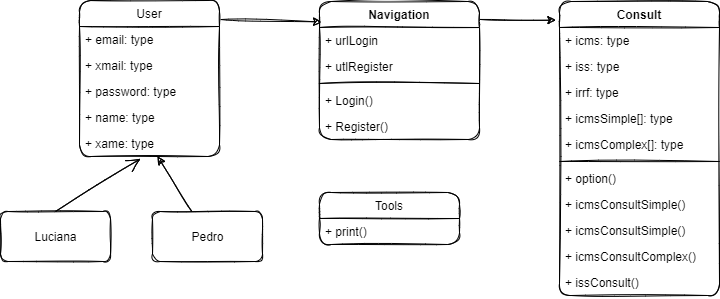 User
+ email: type
+ xmail: type
+ password: type
+ name: type
+ xame: type
Luciana
Pedro
Navigation
+ urlLogin
+ utlRegister
+ Login()
+ Register()
Tools
+ print()
Consult
+ icms: type
+ iss: type
+ irrf: type
+ icmsSimple[]: type
+ icmsComplex[]: type
+ option()
+ icmsConsultSimple()
+ icmsConsultSimple()
+ icmsConsultComplex()
+ issConsult()